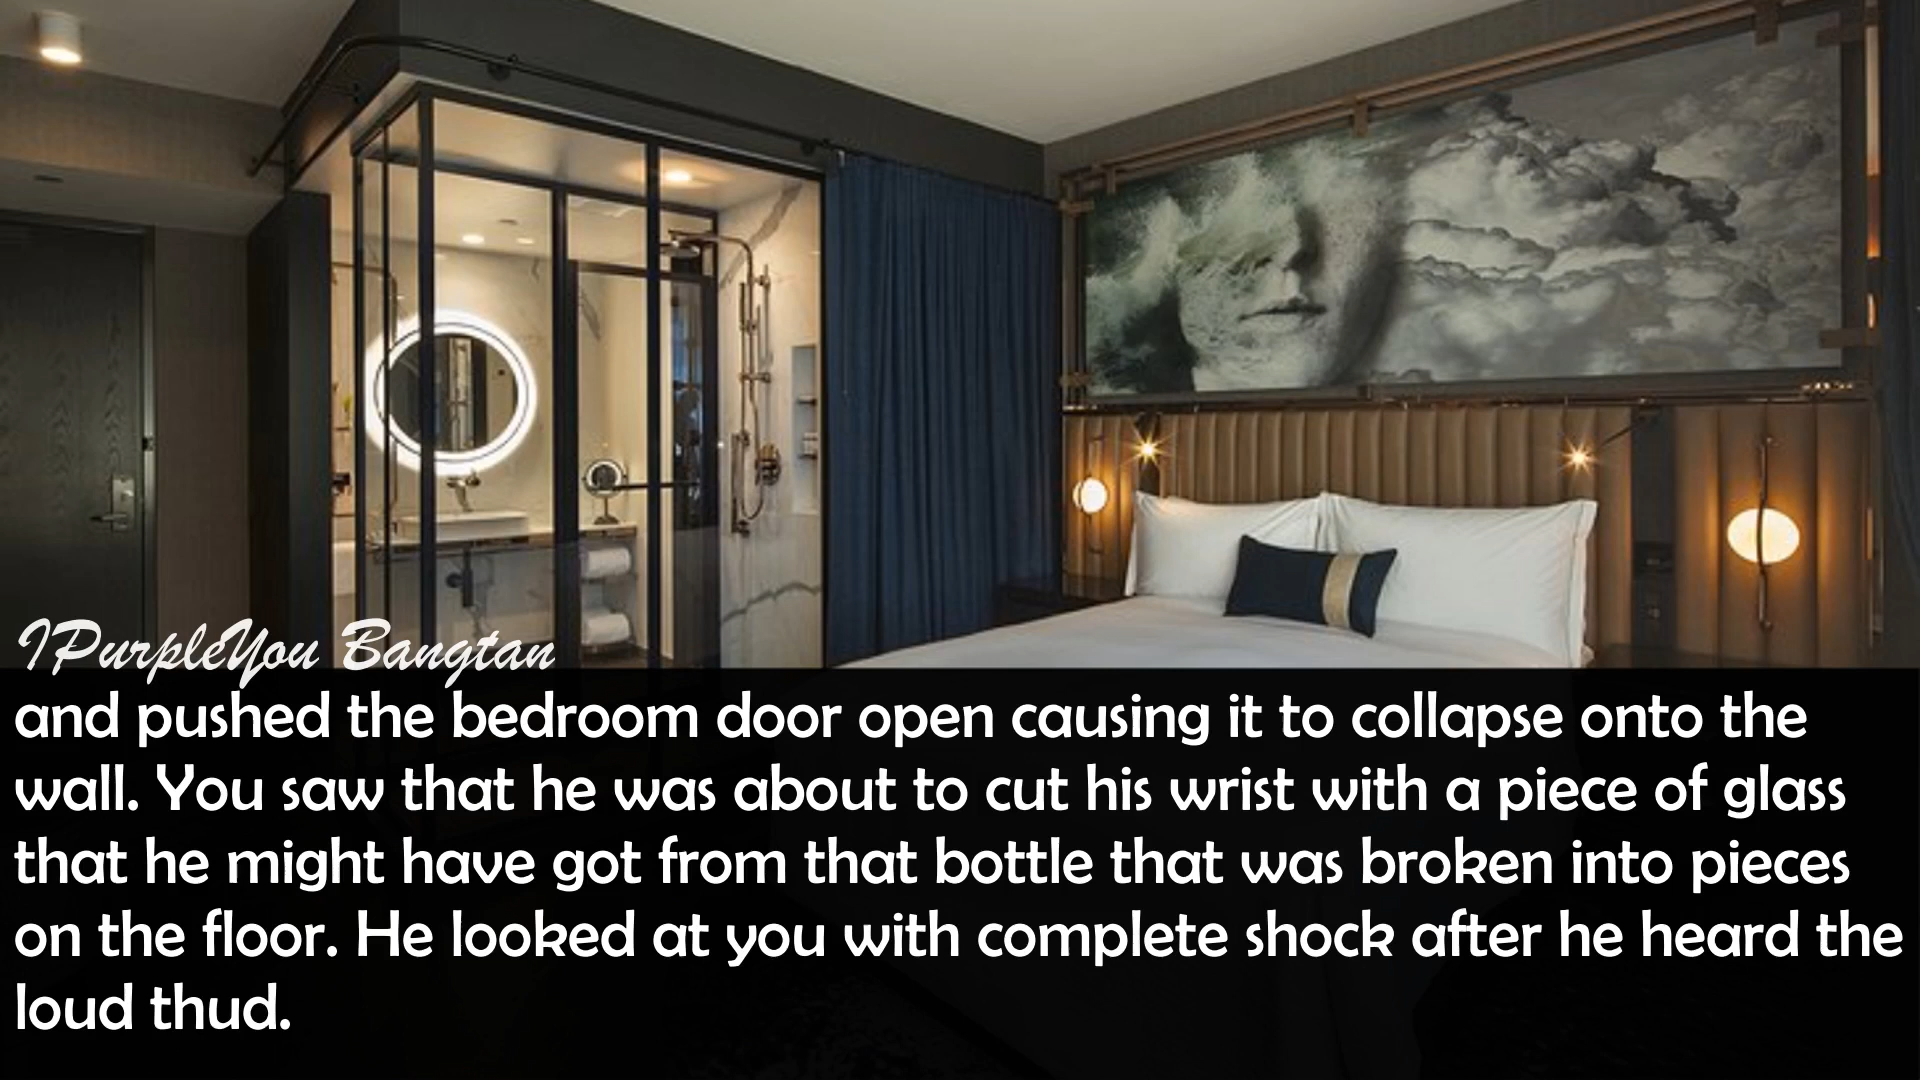 IPurpleYou Bangtan
and pushed the bedroom door open causing it to collapse onto the
wall. You saw that he was about to cut his wrist with a piece of glass
that he might have got from that bottle that was broken into pieces
on the floor. He looked at you with complete shock after he heard the
loud thud.